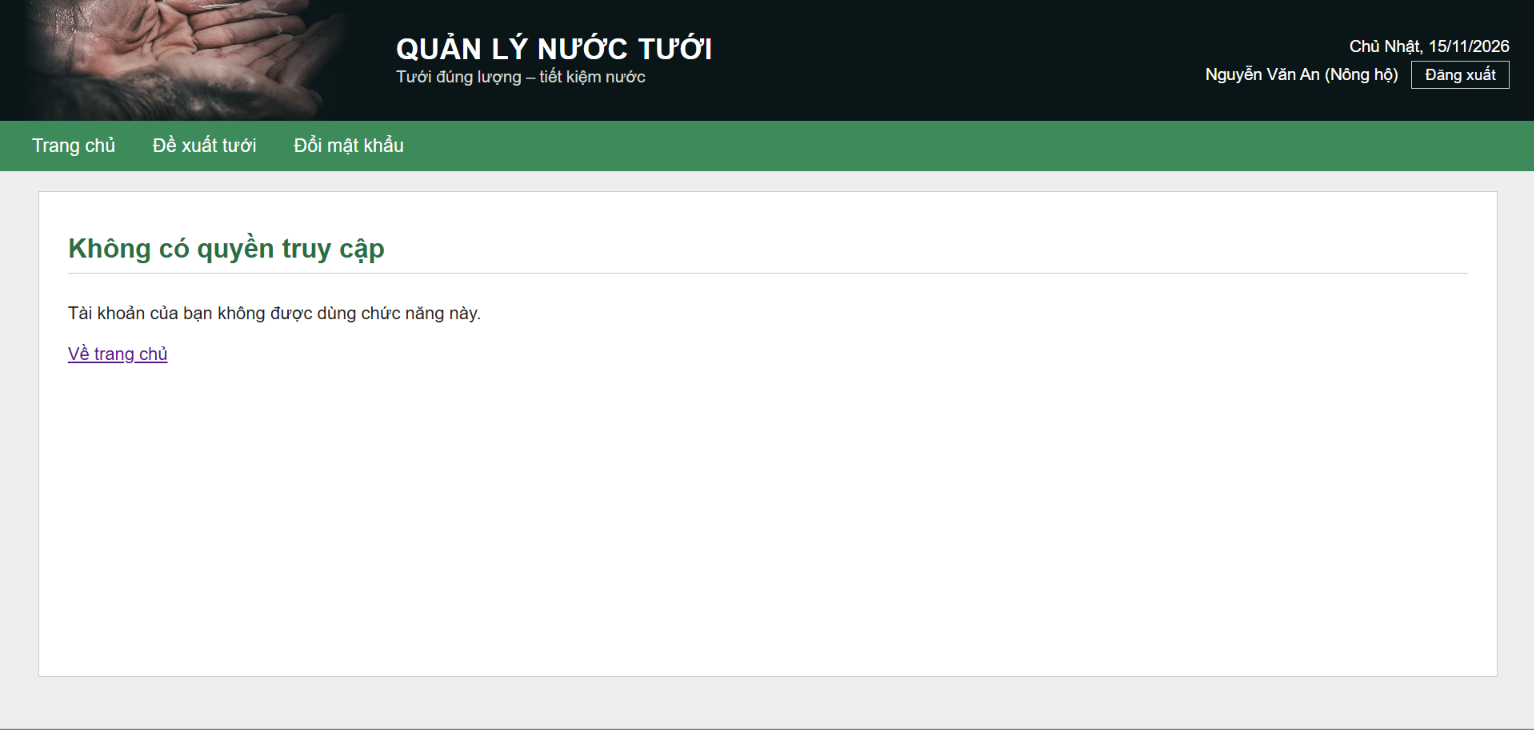 QUẢN LÝ NƯỚC TƯỚI
Tưới đúng lượng – tiết kiệm nước
Chủ Nhật, 15/11/2026
Nguyễn Văn An (Nông hộ) Đăng xuất
Trang chủ Đề xuất tưới Đổi mật khẩu
Không có quyền truy cập
Tài khoản của bạn không được dùng chức năng này.
Về trang chủ